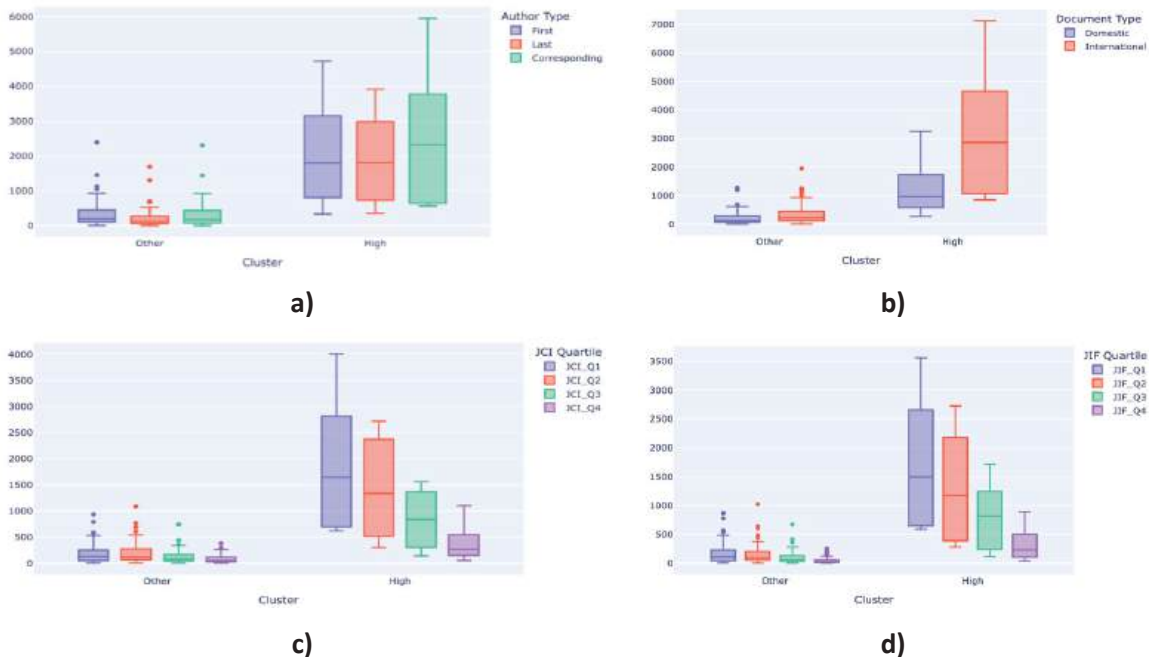 Author Type
First
Last
Corresponding
6000
5000
4000
3000
2000
1000
0
Other
High
Cluster
a)
Document Type
Domestic
International
7000
6000
5000
4000
3000
2000
1000
0
Other
High
Cluster
b)
JCI Quartile
JCI_Q1
JCI_Q2
JCI_Q3
JCI_Q4
4000
3500
3000
2500
2000
1500
1000
500
0
Other
High
Cluster
c)
JIF Quartile
JIF_Q1
JIF_Q2
JIF_Q3
JIF_Q4
3500
3000
2500
2000
1500
1000
500
0
Other
High
Cluster
d)